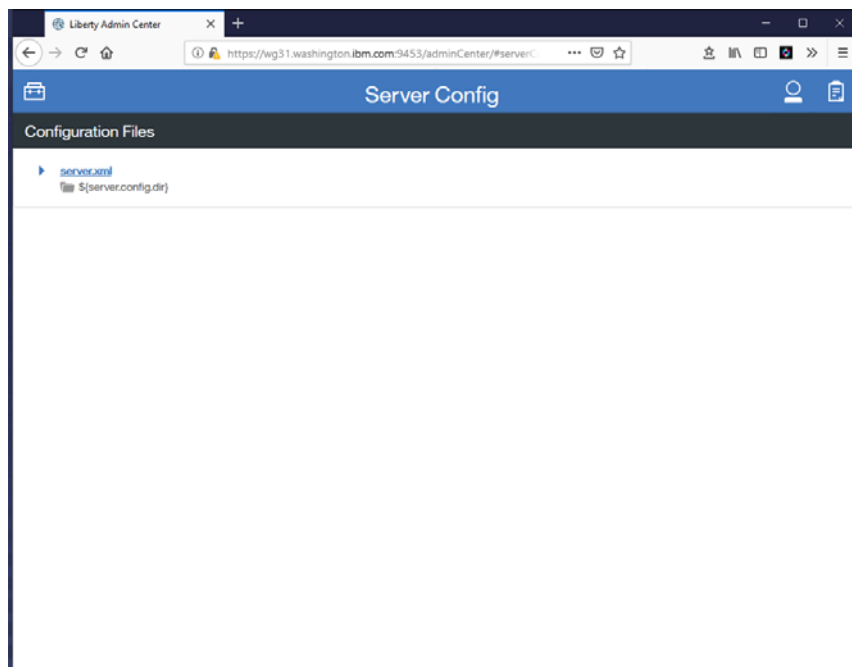 Liberty Admin Center
https://wg31.washington.ibm.com:9453/adminCenter/#serverC
Server Config
Configuration Files
server.xml
${server.config.dir}